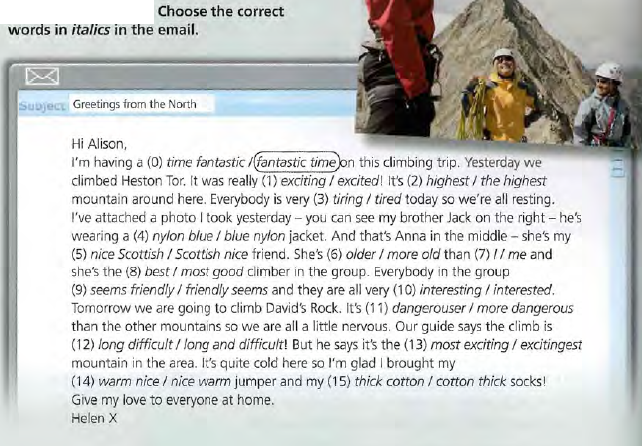 Choose the correct
words in italics in the email.
Subject Greetings from the North
Hi Alison,
I'm having a (0) time fantastic / fantastic time on this climbing trip. Yesterday we
climbed Heston Tor. It was really (1) exciting / excited! It's (2) highest / the highest
mountain around here. Everybody is very (3) tiring / tired today so we're all resting.
I've attached a photo I took yesterday – you can see my brother Jack on the right – he's
wearing a (4) nylon blue / blue nylon jacket. And that's Anna in the middle – she's my
(5) nice Scottish / Scottish nice friend. She's (6) older / more old than (7) I / me and
she's the (8) best / most good climber in the group. Everybody in the group
(9) seems friendly / friendly seems and they are all very (10) interesting / interested.
Tomorrow we are going to climb David's Rock. It's (11) dangerouser / more dangerous
than the other mountains so we are all a little nervous. Our guide says the climb is
(12) long difficult / long and difficult! But he says it's the (13) most exciting / excitingest
mountain in the area. It's quite cold here so I'm glad I brought my
(14) warm nice / nice warm jumper and my (15) thick cotton / cotton thick socks!
Give my love to everyone at home.
Helen X